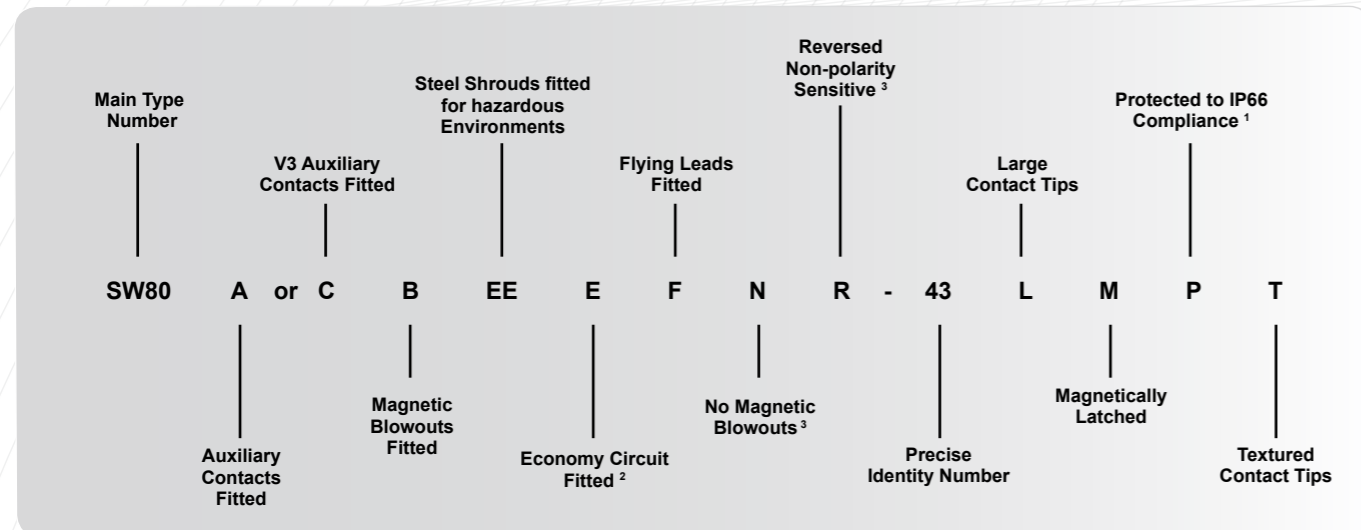 Main Type
Number
V3 Auxiliary
Contacts Fitted
Steel Shrouds fitted
for hazardous
Environments
Flying Leads
Fitted
Reversed
Non-polarity
Sensitive ³
Large
Contact Tips
Protected to IP66
Compliance ¹
SW80 A or C B EE E F N R - 43 L M P T
Auxiliary
Contacts
Fitted
Magnetic
Blowouts
Fitted
Economy Circuit
Fitted ²
No Magnetic
Blowouts ³
Precise
Identity Number
Magnetically
Latched
Textured
Contact Tips